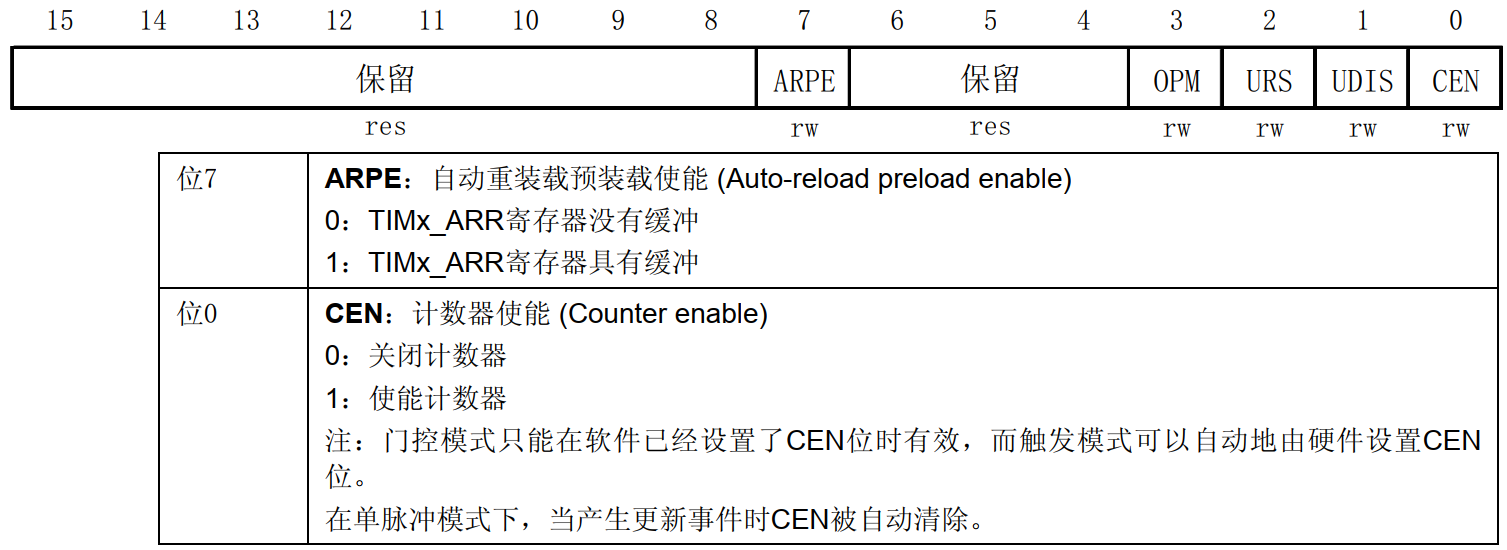 15 14 13 12 11 10 9 8 7 6 5 4 3 2 1 0
保留 ARPE 保留 OPM URS UDIS CEN
res rw res rw rw rw rw
位7
ARPE：自动重装载预装载使能 (Auto-reload preload enable)
0：TIMx_ARR寄存器没有缓冲
1：TIMx_ARR寄存器具有缓冲
位0
CEN：计数器使能 (Counter enable)
0：关闭计数器
1：使能计数器
注：门控模式只能在软件已经设置了CEN位时有效，而触发模式可以自动地由硬件设置CEN
位。
在单脉冲模式下，当产生更新事件时CEN被自动清除。